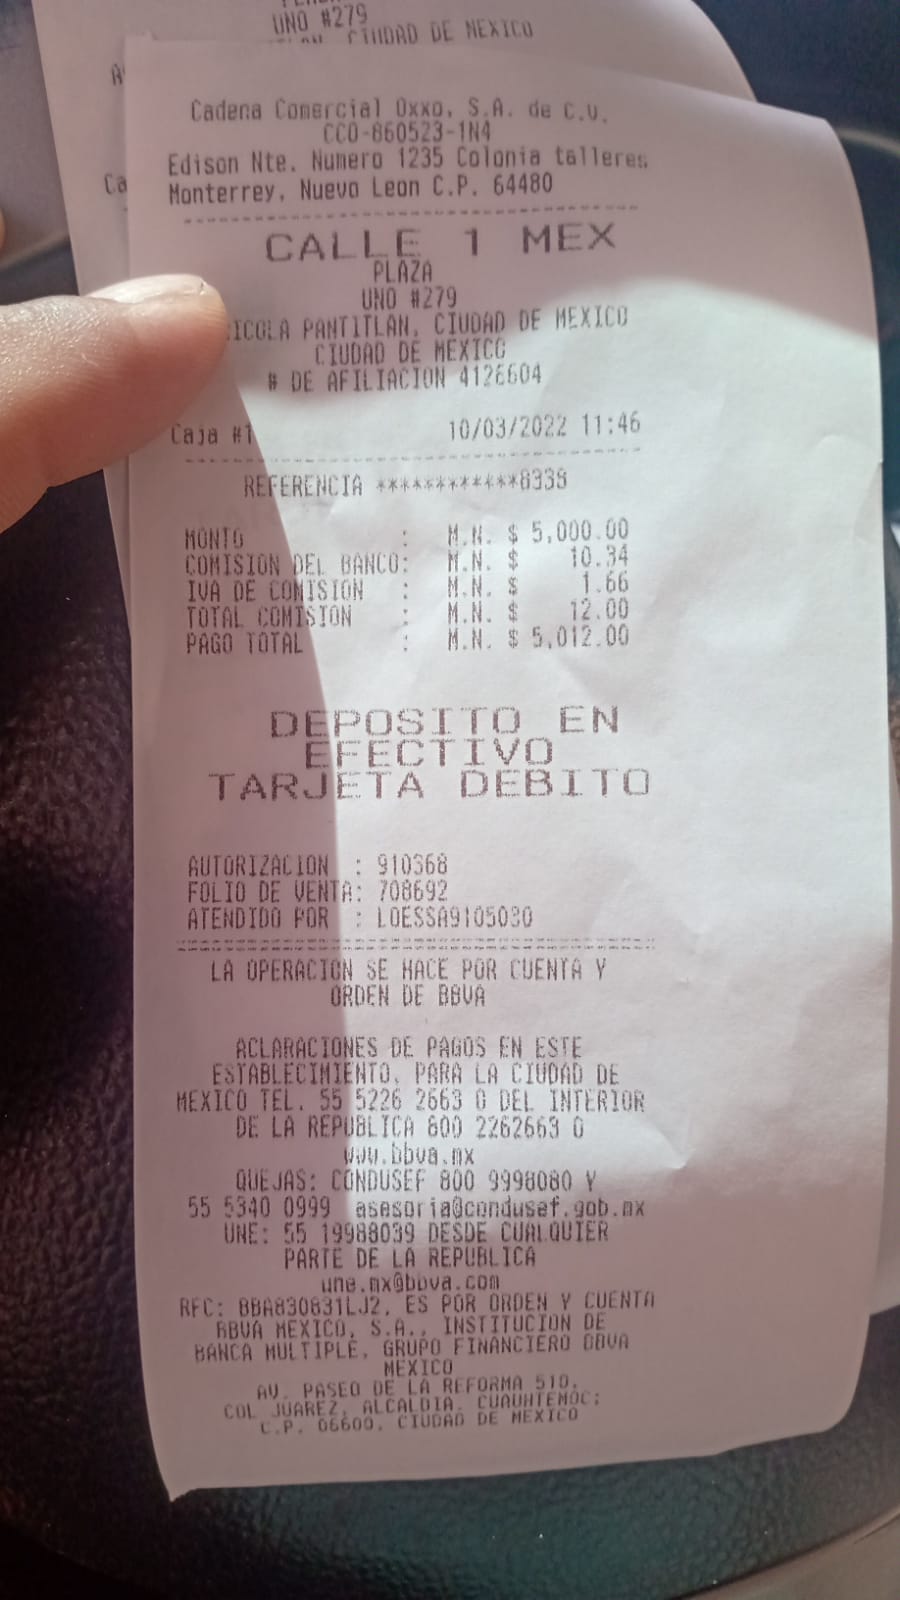 UNO #279
CIUDAD DE MEXICO
Ca
Cadena Comercial Oxxo, S.A. de C.V.
CCO-860523-1N4
Edison Nte. Numero 1235 Colonia talleres
Monterrey, Nuevo Leon C.P. 64480
CALLE 1 MEX
PLAZA
UNO #279
RICOLA PANTITLAN, CIUDAD DE MEXICO
CIUDAD DE MEXICO
# DE AFILIACION 4126604
Caja #1 10/03/2022 11:46
REFERENCIA ************8339
MONTO : M.N. $ 5,000.00
COMISION DEL BANCO: M.N. $ 10.34
IVA DE COMISION : M.N. $ 1.66
TOTAL COMISION : M.N. $ 12.00
PAGO TOTAL : M.N. $ 5,012.00
DEPOSITO EN
EFECTIVO
TARJETA DEBITO
AUTORIZACION : 910368
FOLIO DE VENTA: 708692
ATENDIDO POR : LOESSA9105030
LA OPERACION SE HACE POR CUENTA Y
ORDEN DE BBVA
ACLARACIONES DE PAGOS EN ESTE
ESTABLECIMIENTO, PARA LA CIUDAD DE
MEXICO TEL. 55 5226 2663 O DEL INTERIOR
DE LA REPUBLICA 800 2262663 O
www.bbva.mx
QUEJAS: CONDUSEF 800 9998080 Y
55 5340 0999 asesoria@condusef.gob.mx
UNE: 55 19988039 DESDE CUALQUIER
PARTE DE LA REPUBLICA
une.mx@bbva.com
RFC: BBA830831LJ2, ES POR ORDEN Y CUENTA
BBVA MEXICO, S.A., INSTITUCION DE
BANCA MULTIPLE, GRUPO FINANCIERO BBVA
MEXICO
AV. PASEO DE LA REFORMA 510,
COL JUAREZ, ALCALDIA. CUAUHTEMOC;
C.P. 06600, CIUDAD DE MEXICO